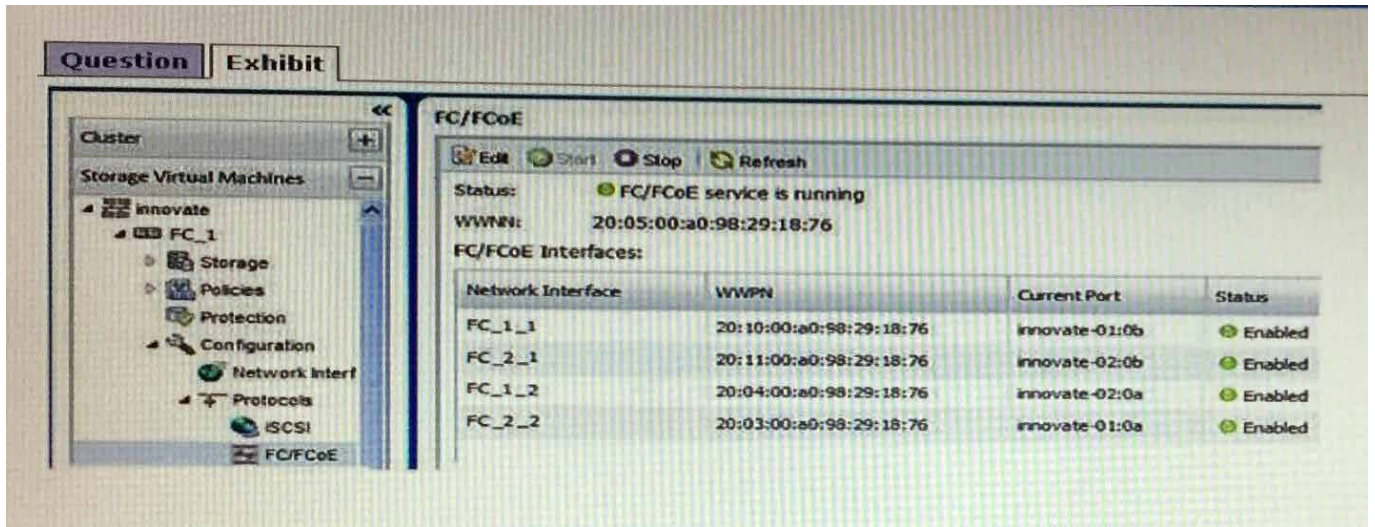 Question Exhibit
«
Cluster
Storage Virtual Machines
innovate
FC_1
Storage
Policies
Protection
Configuration
Network Interf
Protocols
iSCSI
FC/FCoE
FC/FCoE
Edit Start Stop Refresh
Status: FC/FCoE service is running
WWNN: 20:05:00:a0:98:29:18:76
FC/FCoE Interfaces:
Network Interface WWPN Current Port Status
FC_1_1 20:10:00:a0:98:29:18:76 innovate-01:0b Enabled
FC_2_1 20:11:00:a0:98:29:18:76 innovate-02:0b Enabled
FC_1_2 20:04:00:a0:98:29:18:76 innovate-02:0a Enabled
FC_2_2 20:03:00:a0:98:29:18:76 innovate-01:0a Enabled